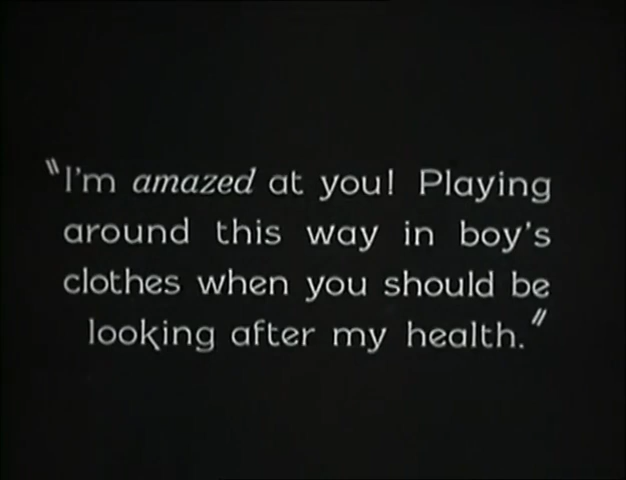 "I'm amazed at you! Playing
around this way in boy's
clothes when you should be
looking after my health."